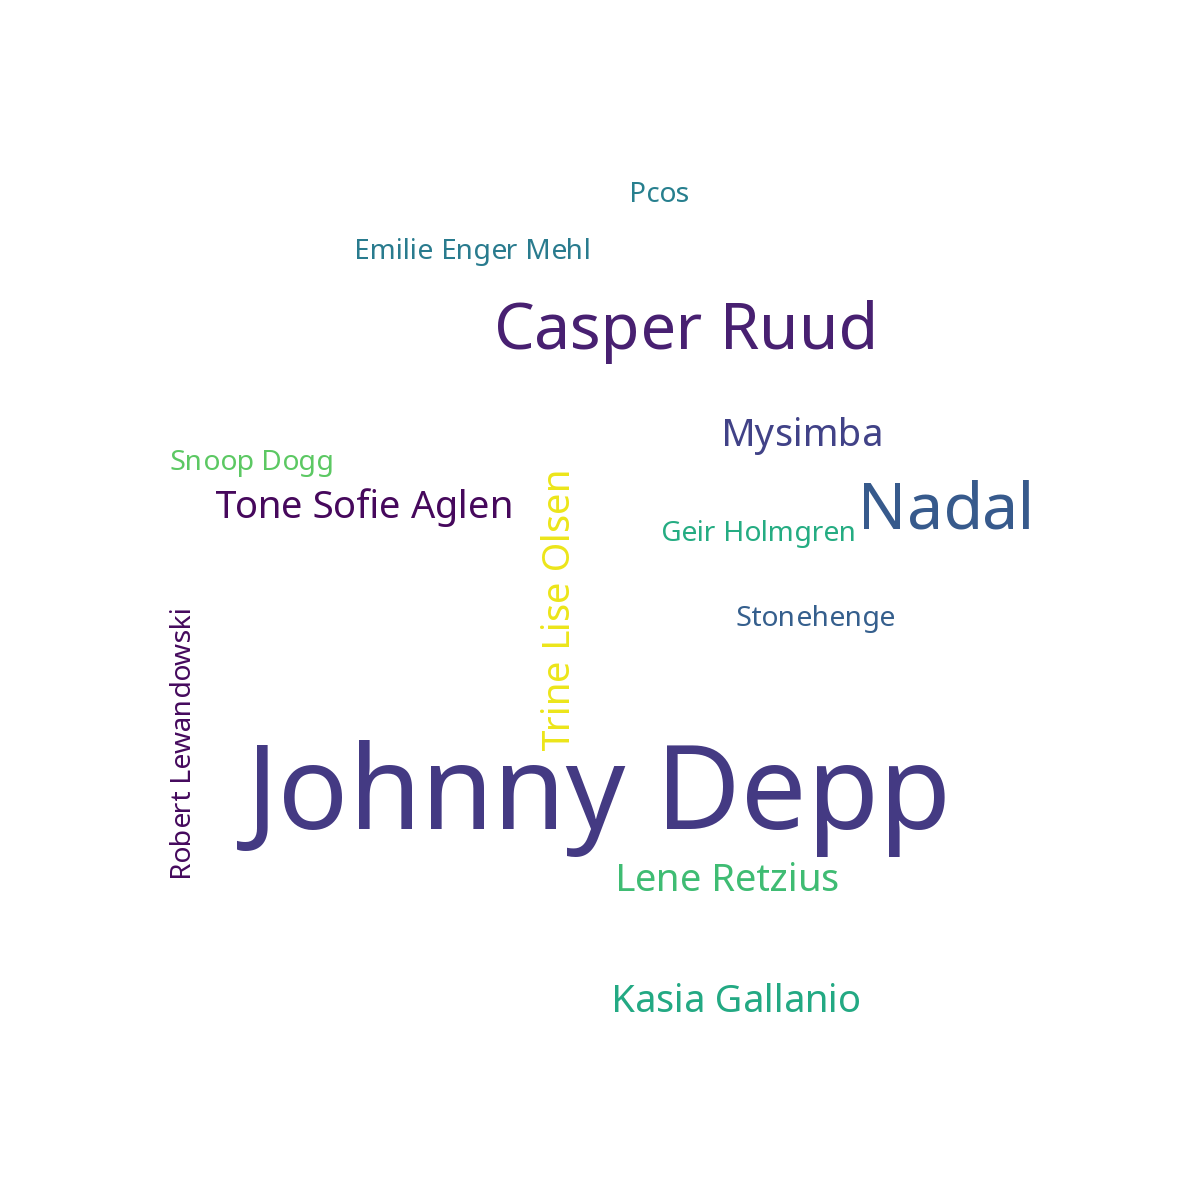 Pcos
Emilie Enger Mehl
Casper Ruud
Mysimba
Snoop Dogg
Tone Sofie Aglen
Nadal
Geir Holmgren
Trine Lise Olsen
Stonehenge
Robert Lewandowski
Johnny Depp
Lene Retzius
Kasia Gallanio